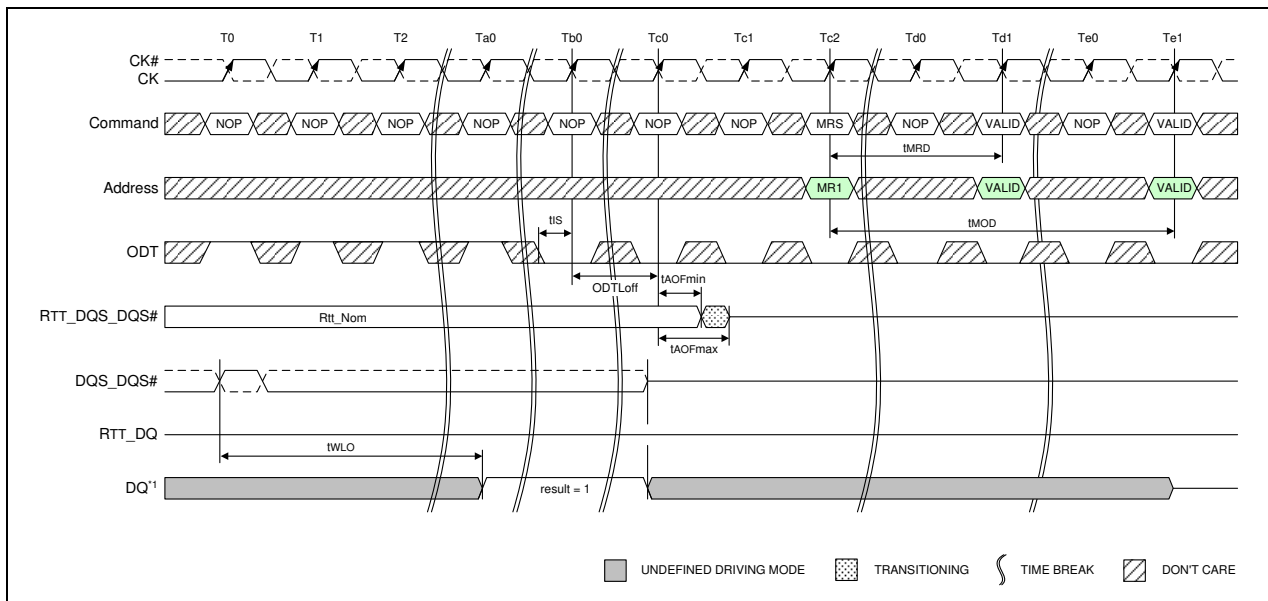 T0 T1 T2 Ta0 Tb0 Tc0 Tc1 Tc2 Td0 Td1 Te0 Te1
CK#
CK
Command NOP NOP NOP NOP NOP NOP NOP MRS NOP VALID NOP VALID
tMRD
Address MR1 VALID VALID
tIS
tMOD
ODT
ODTLoff
tAOFmin
RTT_DQS_DQS# Rtt_Nom
tAOFmax
DQS_DQS#
RTT_DQ
tWLO
DQ*1 result = 1
UNDEFINED DRIVING MODE TRANSITIONING TIME BREAK DON'T CARE